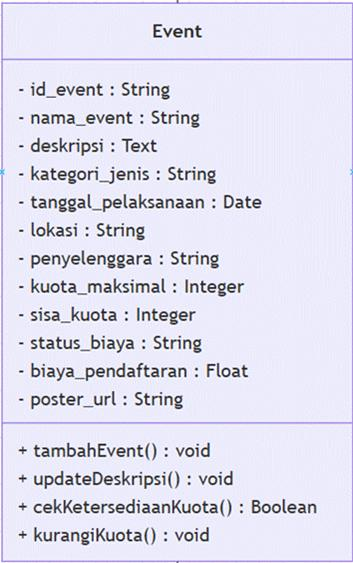 Event
- id_event : String
- nama_event : String
- deskripsi : Text
- kategori_jenis : String
- tanggal_pelaksanaan : Date
- lokasi : String
- penyelenggara : String
- kuota_maksimal : Integer
- sisa_kuota : Integer
- status_biaya : String
- biaya_pendaftaran : Float
- poster_url : String
+ tambahEvent() : void
+ updateDeskripsi() : void
+ cekKetersediaanKuota() : Boolean
+ kurangiKuota() : void